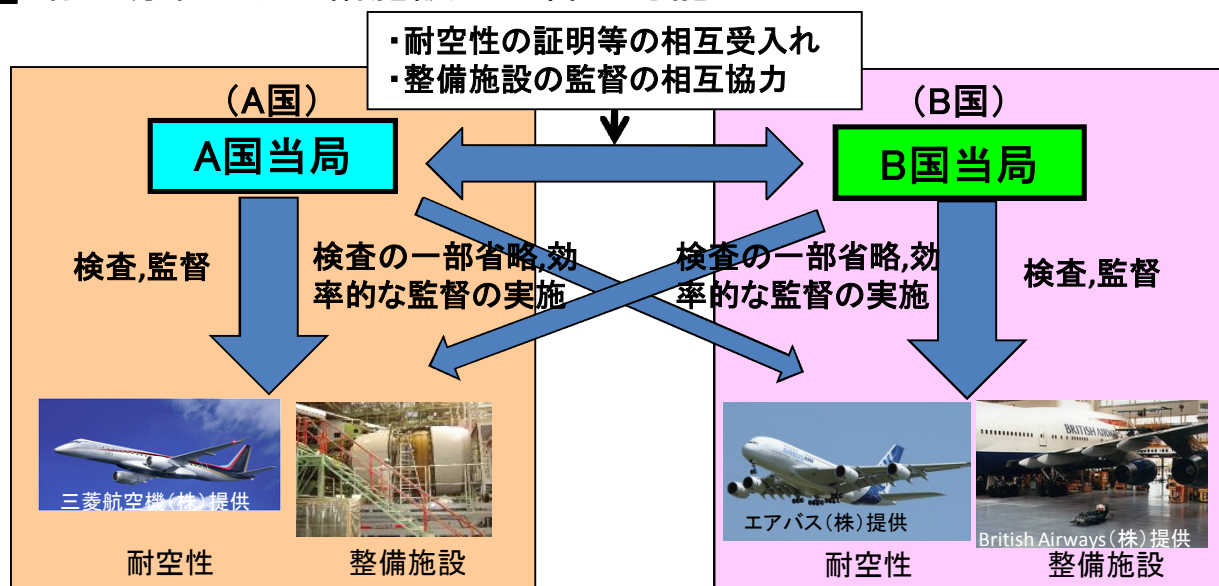 ・耐空性の証明等の相互受入れ
・整備施設の監督の相互協力
(A国)
(B国)
A国当局
B国当局
検査,監督
検査の一部省略,効
率的な監督の実施
検査の一部省略,効
率的な監督の実施
検査,監督
三菱航空機(株)提供
エアバス(株)提供
BRITISH AIRWAYS
British Airways(株)提供
耐空性
整備施設
耐空性
整備施設